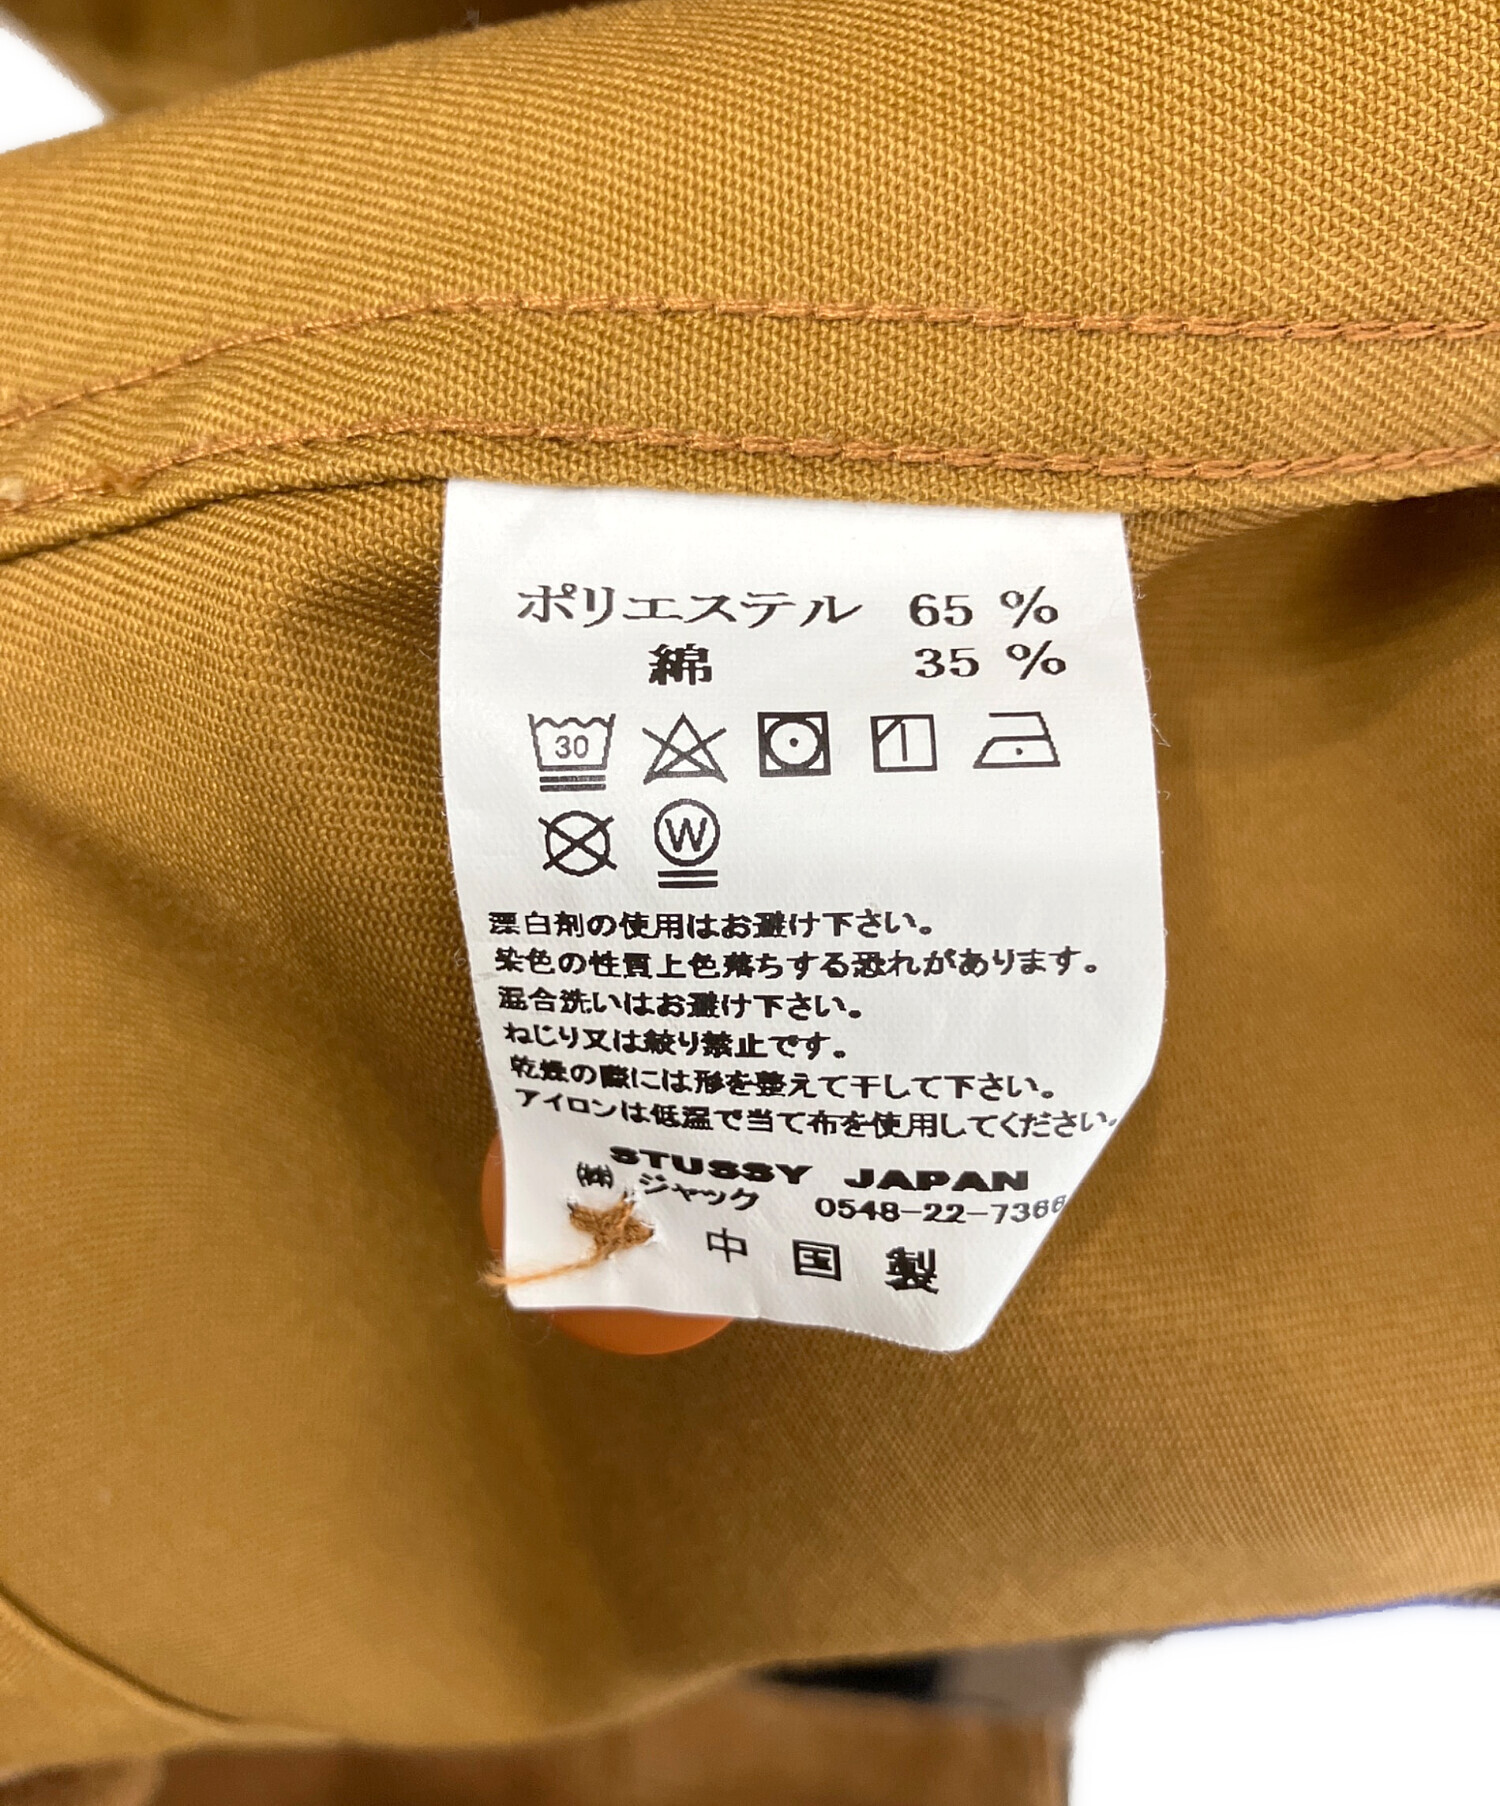 ポリエステル 65 %
綿 35 %
30
W
漂白剤の使用はお避け下さい。
染色の性質上色落ちする恐れがあります。
混合洗いはお避け下さい。
ねじり又は絞り禁止です。
乾燥の際には形を整えて干して下さい。
アイロンは低温で当て布を使用してください。
STUSSY JAPAN
㈱ ジャック 0548-22-7366
中国製